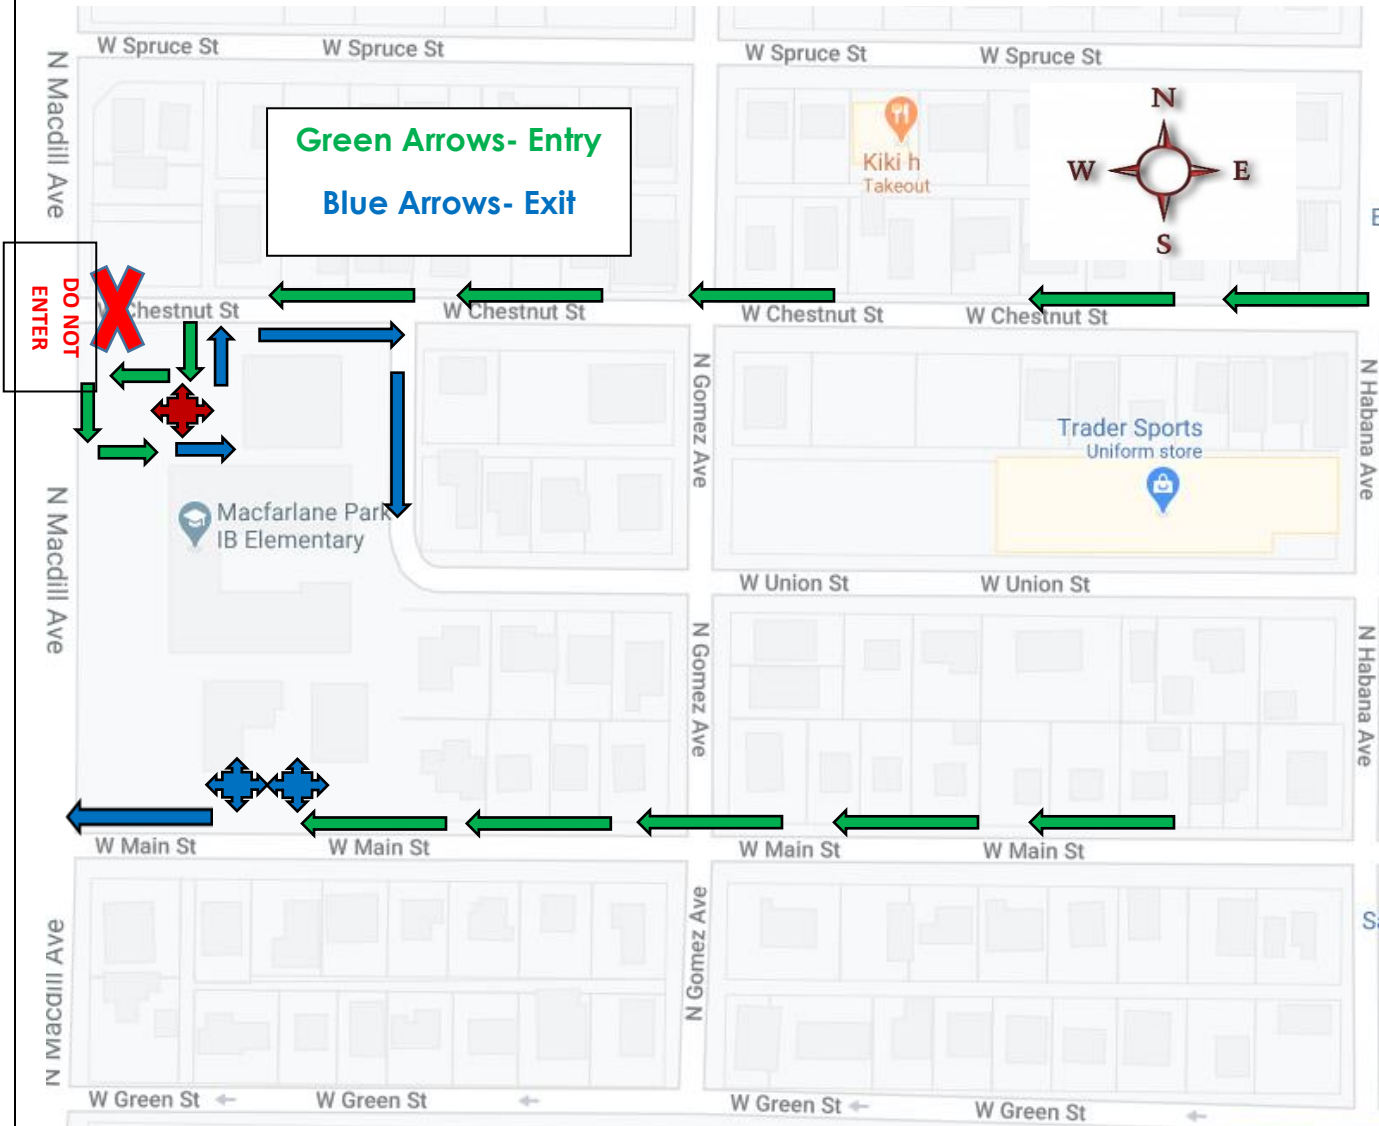 W Spruce St
W Spruce St
W Spruce St
W Spruce St
N Macdill Ave
Green Arrows- Entry
Blue Arrows- Exit
Kiki h
Takeout
N
W
E
S
E
DO NOT
ENTER
W Chestnut St
W Chestnut St
W Chestnut St
W Chestnut St
N Gomez Ave
N Habana Ave
Trader Sports
Uniform store
N Macdill Ave
Macfarlane Park
IB Elementary
W Union St
W Union St
N Gomez Ave
N Habana Ave
W Main St
W Main St
W Main St
W Main St
N Macdill Ave
N Gomez Ave
Sa
W Green St
W Green St
W Green St
W Green St